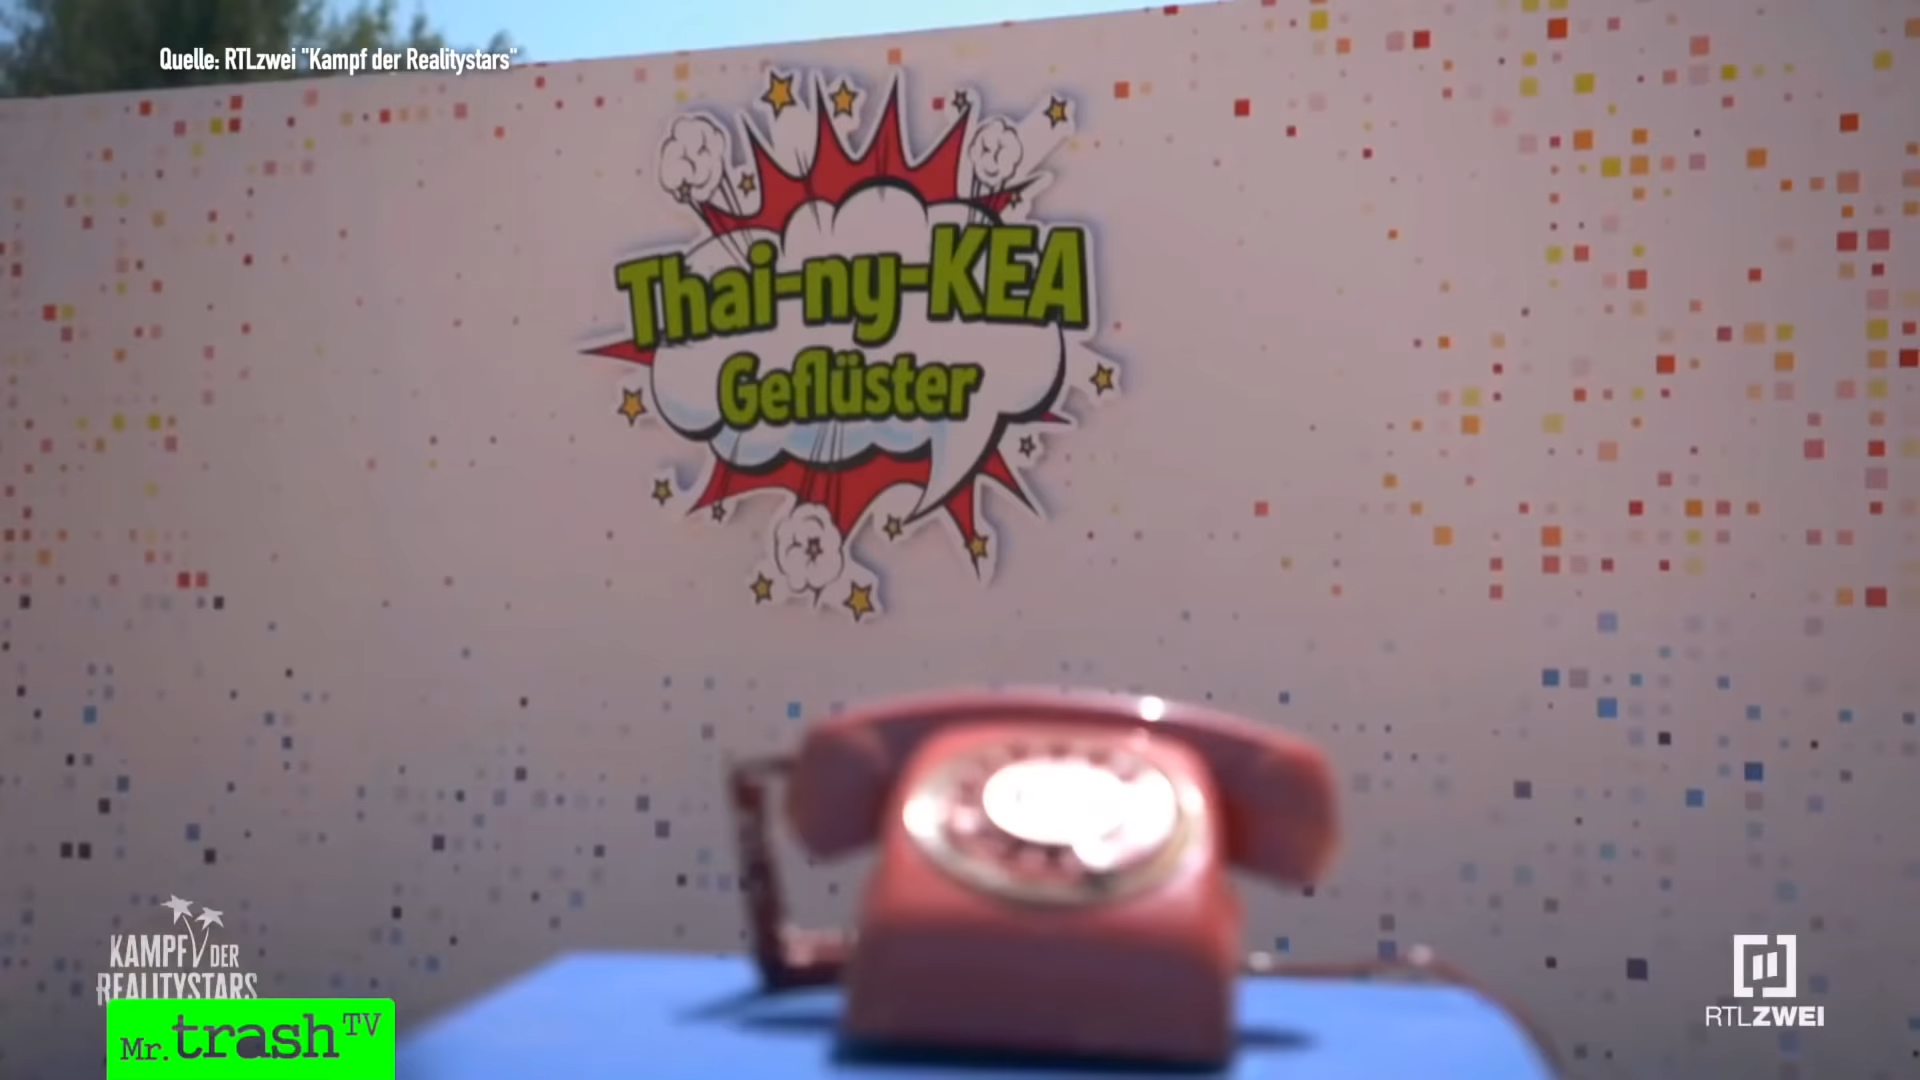 Quelle: RTLzwei "Kampf der Realitystars"
Thai-ny-KEA
Geflüster
KAMPF DER
REALITYSTARS
Mr. trash TV
RTLZWEI